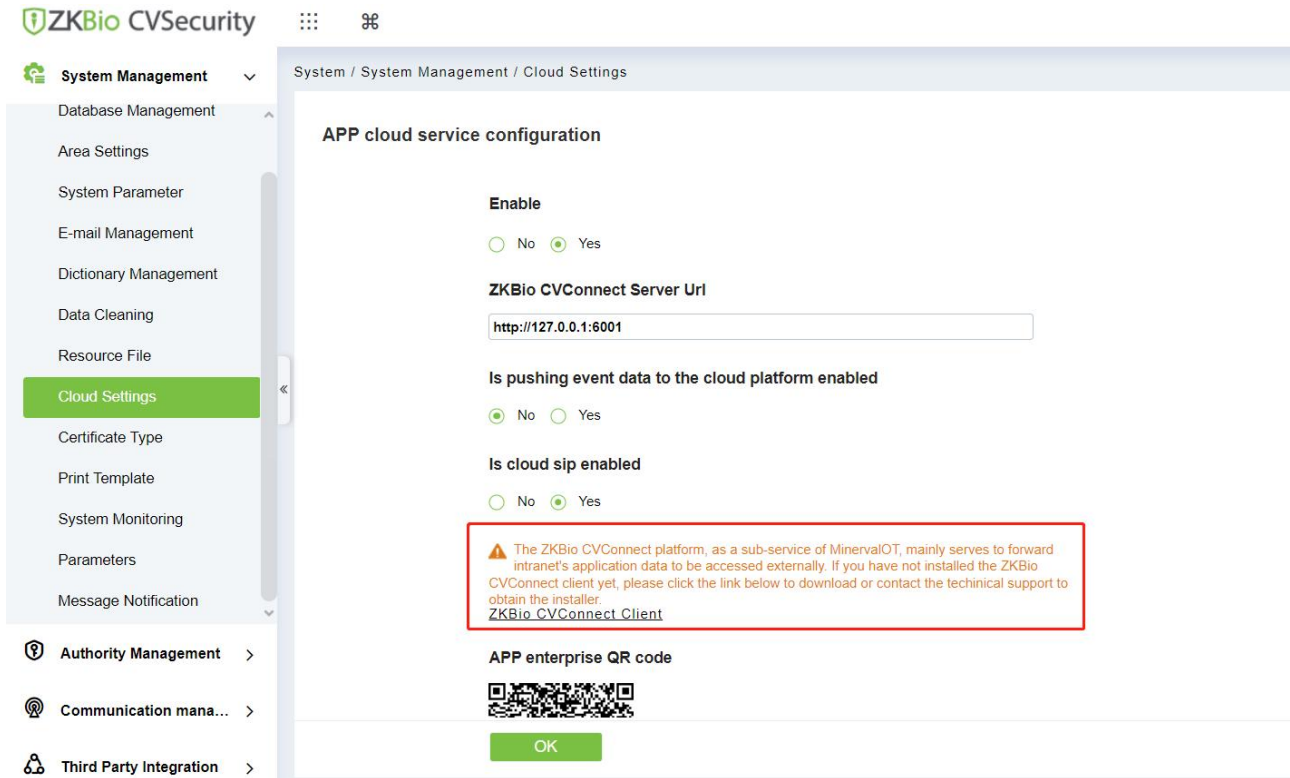 ZKBio CVSecurity
System Management
Database Management
Area Settings
System Parameter
E-mail Management
Dictionary Management
Data Cleaning
Resource File
Cloud Settings
Certificate Type
Print Template
System Monitoring
Parameters
Message Notification
Authority Management
Communication mana...
Third Party Integration
System / System Management / Cloud Settings
APP cloud service configuration
Enable
No Yes
ZKBio CVConnect Server Url
http://127.0.0.1:6001
Is pushing event data to the cloud platform enabled
No Yes
Is cloud sip enabled
No Yes
The ZKBio CVConnect platform, as a sub-service of MinervaIOT, mainly serves to forward
intranet's application data to be accessed externally. If you have not installed the ZKBio
CVConnect client yet, please click the link below to download or contact the techinical support to
obtain the installer.
ZKBio CVConnect Client
APP enterprise QR code
OK